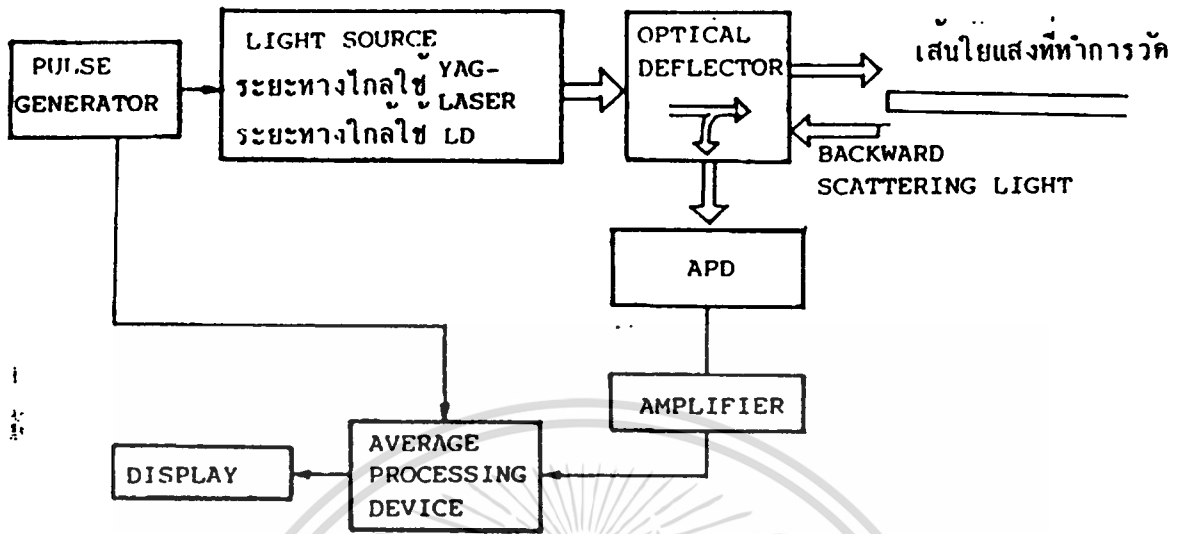 PULSE
GENERATOR
LIGHT SOURCE
ระยะทางไกลใช้ YAG-
LASER
ระยะทางไกลใช้ LD
OPTICAL
DEFLECTOR
เส้นใยแสงที่ทำการวัด
BACKWARD
SCATTERING LIGHT
APD
AMPLIFIER
AVERAGE
PROCESSING
DEVICE
DISPLAY